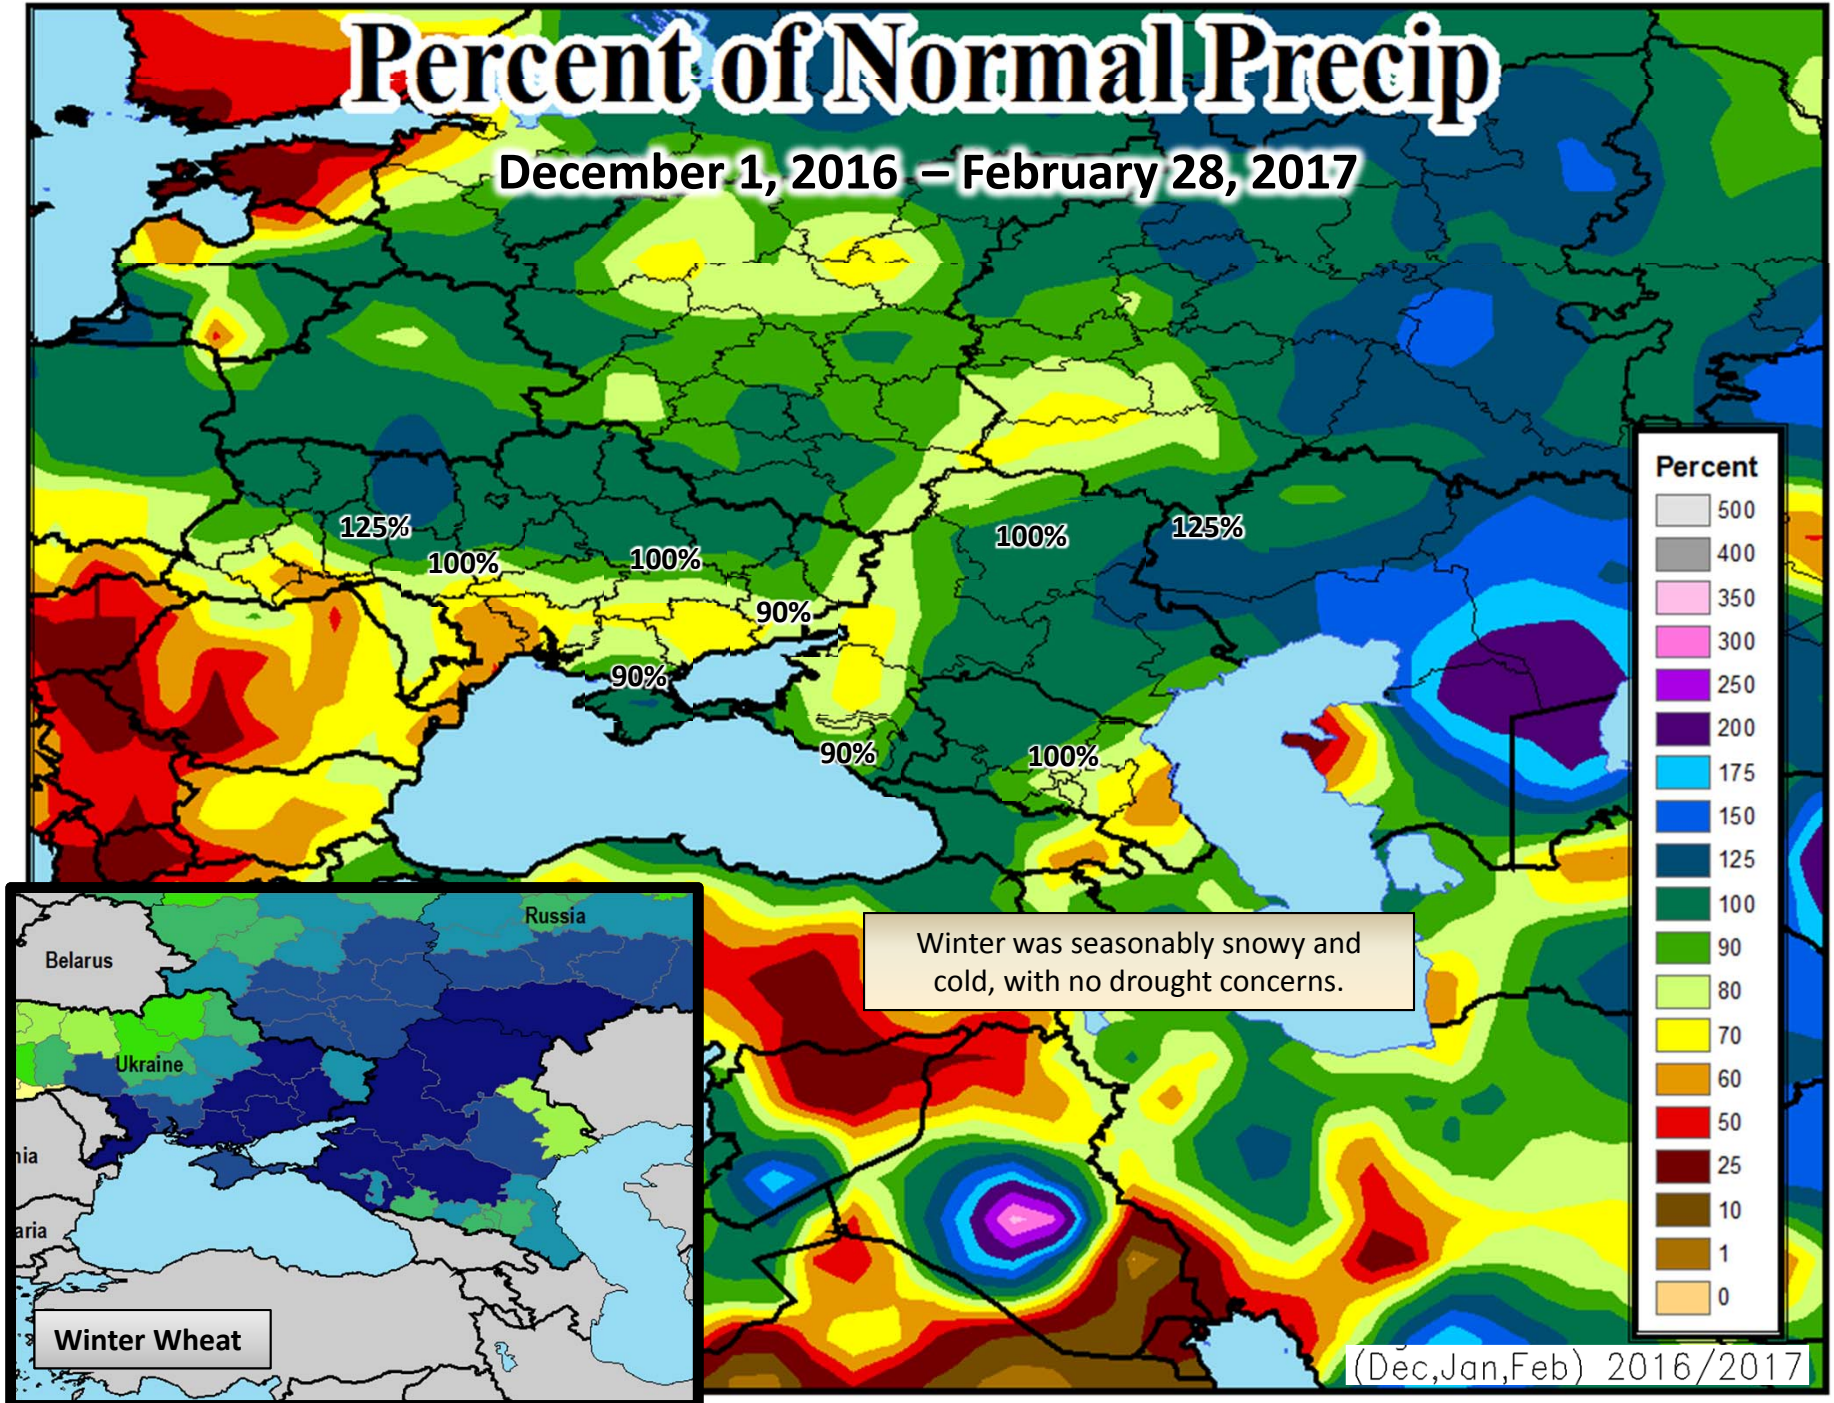 Percent of Normal Precip
December 1, 2016 – February 28, 2017
125%
100%
100%
90%
90%
90%
100%
100%
125%
Percent
500
400
350
300
250
200
175
150
125
100
90
80
70
60
50
25
10
1
0
Winter was seasonably snowy and
cold, with no drought concerns.
Russia
Belarus
Ukraine
nia
aria
Winter Wheat
(Dec,Jan,Feb) 2016/2017